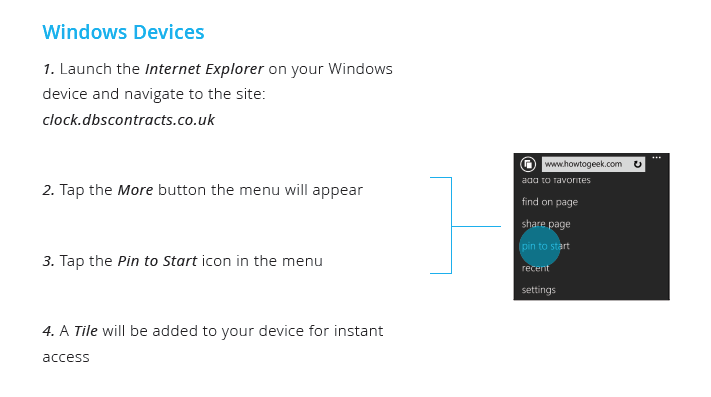 Windows Devices
1. Launch the Internet Explorer on your Windows
device and navigate to the site:
clock.dbscontracts.co.uk
2. Tap the More button the menu will appear
3. Tap the Pin to Start icon in the menu
4. A Tile will be added to your device for instant
access
www.howtogeek.com
add to favorites
find on page
share page
pin to start
recent
settings